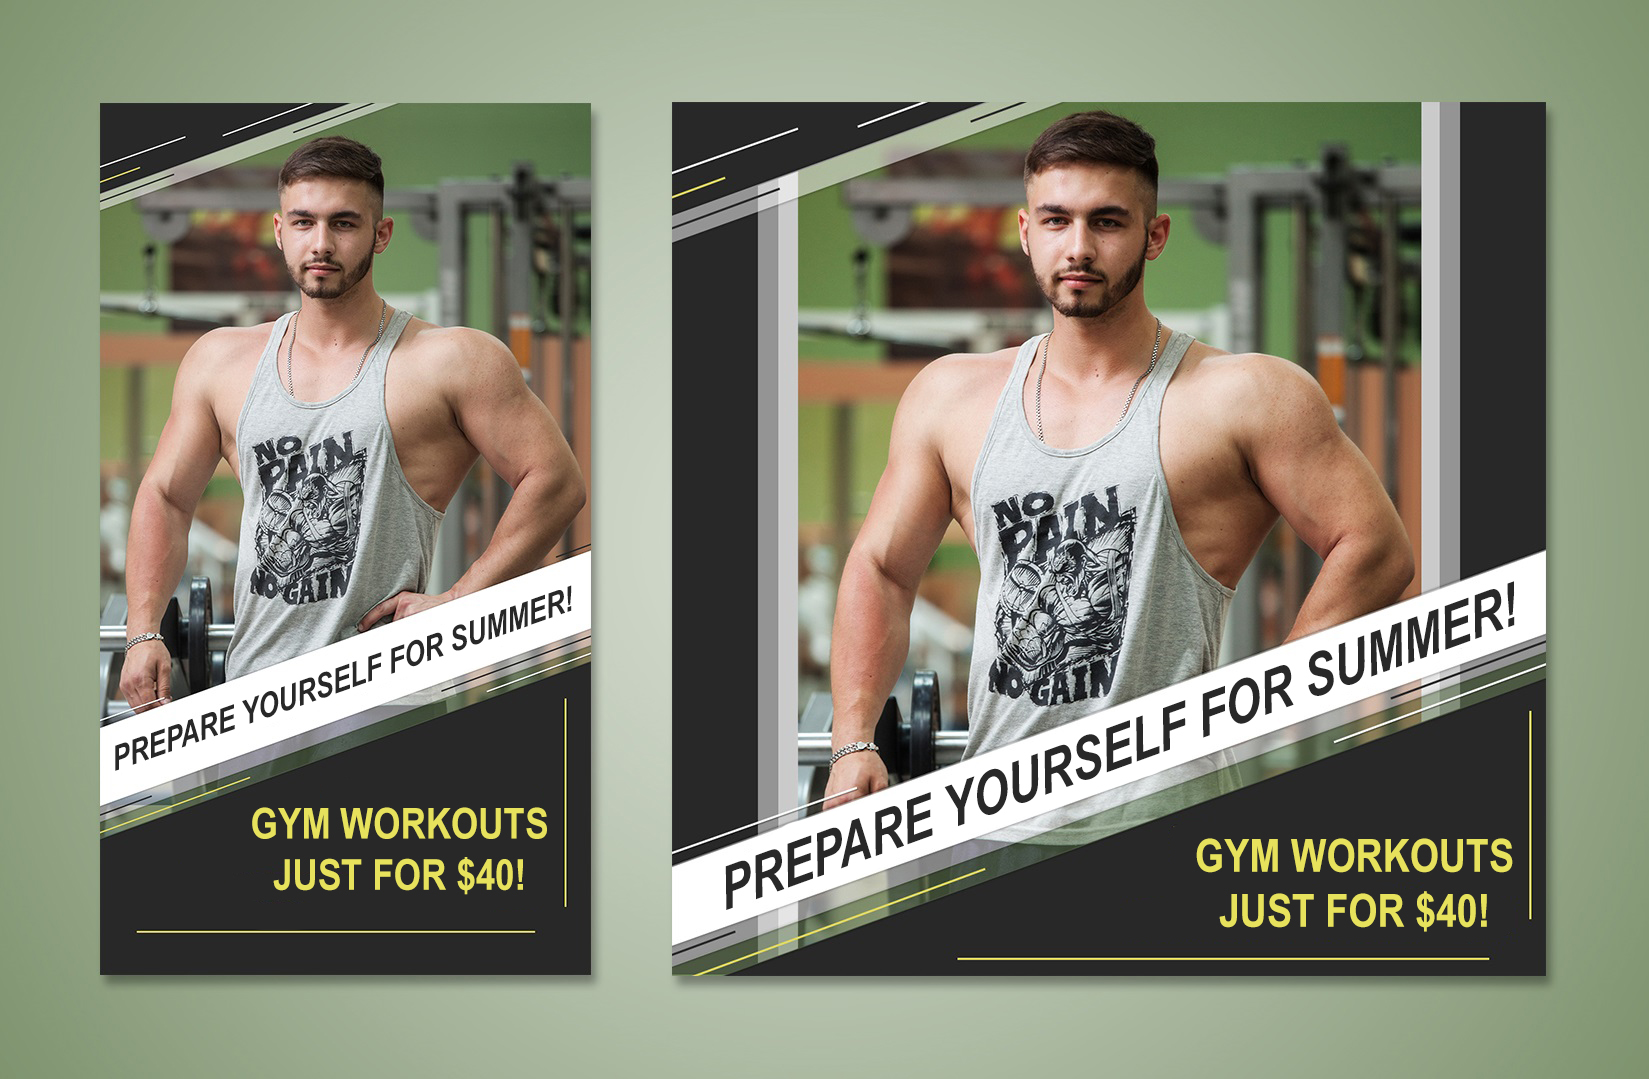 NO
PAIN
NO GAIN
PREPARE YOURSELF FOR SUMMER!
GYM WORKOUTS
JUST FOR $40!
NO
PAIN
NO GAIN
PREPARE YOURSELF FOR SUMMER!
GYM WORKOUTS
JUST FOR $40!